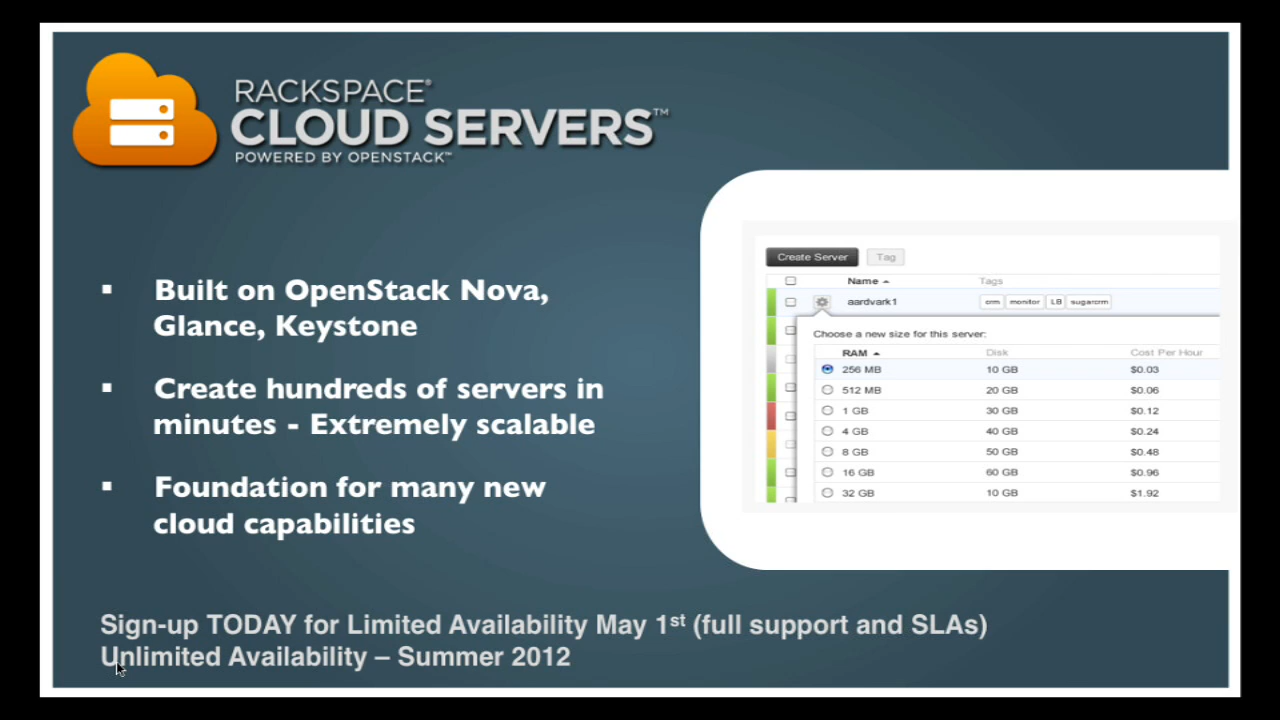 RACKSPACE®
CLOUD SERVERS™
POWERED BY OPENSTACK™
▪ Built on OpenStack Nova,
Glance, Keystone
▪ Create hundreds of servers in
minutes - Extremely scalable
▪ Foundation for many new
cloud capabilities
Create Server Tag
Name Tags
aardvark1 crm monitor LB sugarcrm
Choose a new size for this server:
RAM Disk Cost Per Hour
256 MB 10 GB $0.03
512 MB 20 GB $0.06
1 GB 30 GB $0.12
4 GB 40 GB $0.24
8 GB 50 GB $0.48
16 GB 60 GB $0.96
32 GB 10 GB $1.92
Sign-up TODAY for Limited Availability May 1st (full support and SLAs)
Unlimited Availability – Summer 2012